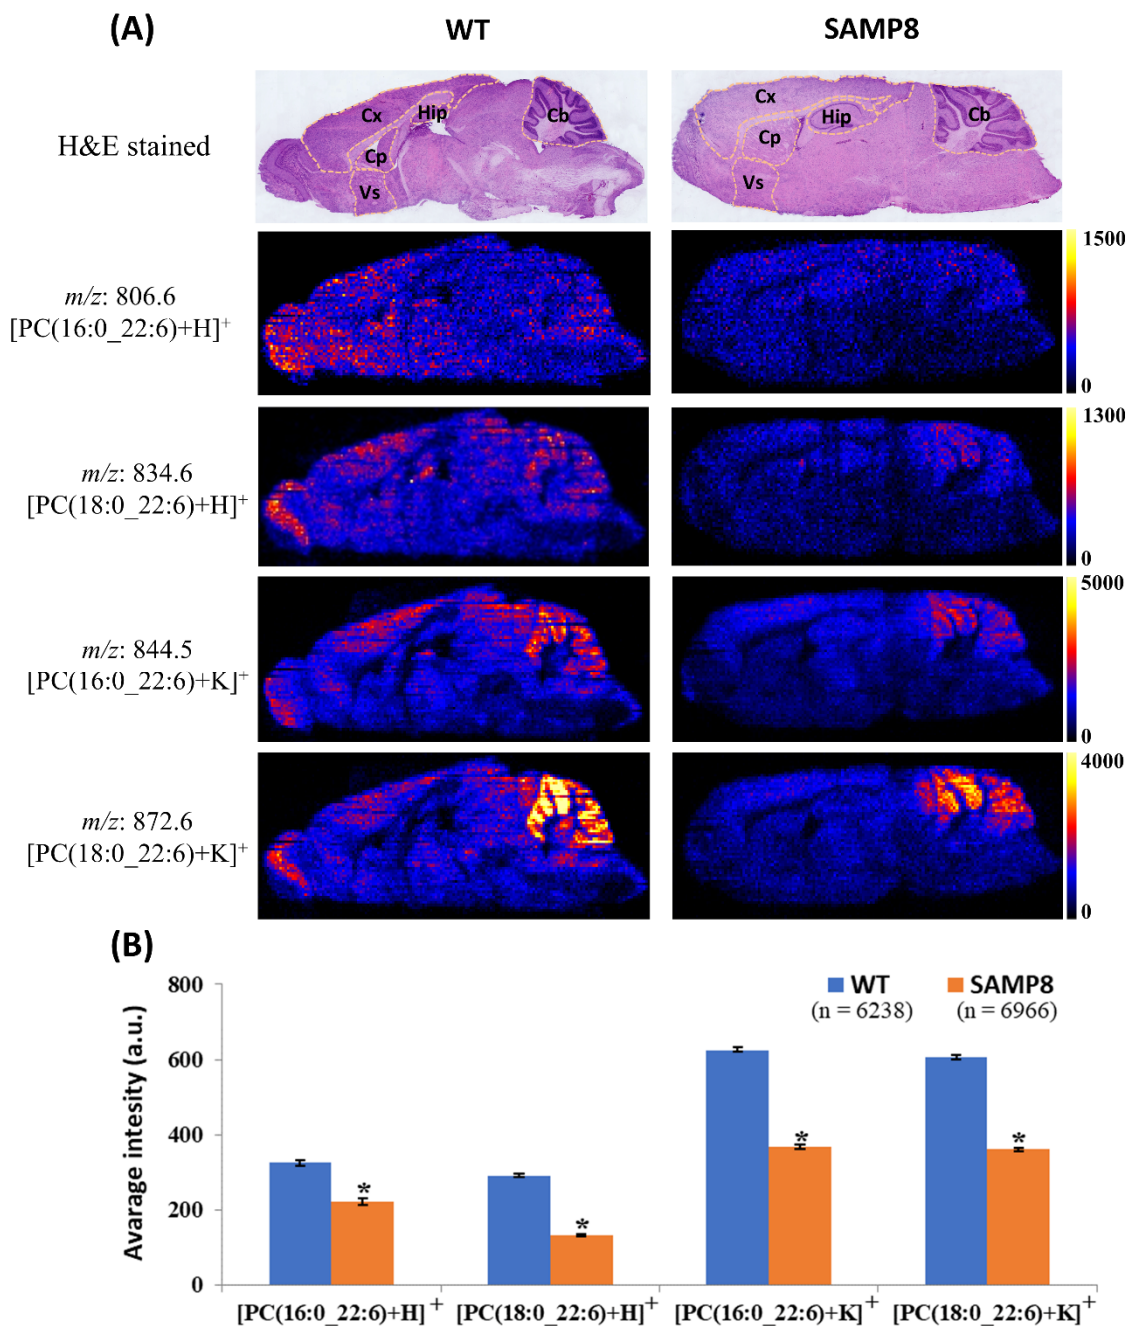 (A) WT SAMP8
H&E stained
Cx Hip Cb Cp Vs
Cx Hip Cb Cp Vs
m/z: 806.6
[PC(16:0_22:6)+H]⁺
1500
0
m/z: 834.6
[PC(18:0_22:6)+H]⁺
1300
0
m/z: 844.5
[PC(16:0_22:6)+K]⁺
5000
0
m/z: 872.6
[PC(18:0_22:6)+K]⁺
4000
0
(B)
Avarage intesity (a.u.)
800
600
400
200
0
WT SAMP8
(n = 6238) (n = 6966)
* * * *
[PC(16:0_22:6)+H]⁺ [PC(18:0_22:6)+H]⁺ [PC(16:0_22:6)+K]⁺ [PC(18:0_22:6)+K]⁺